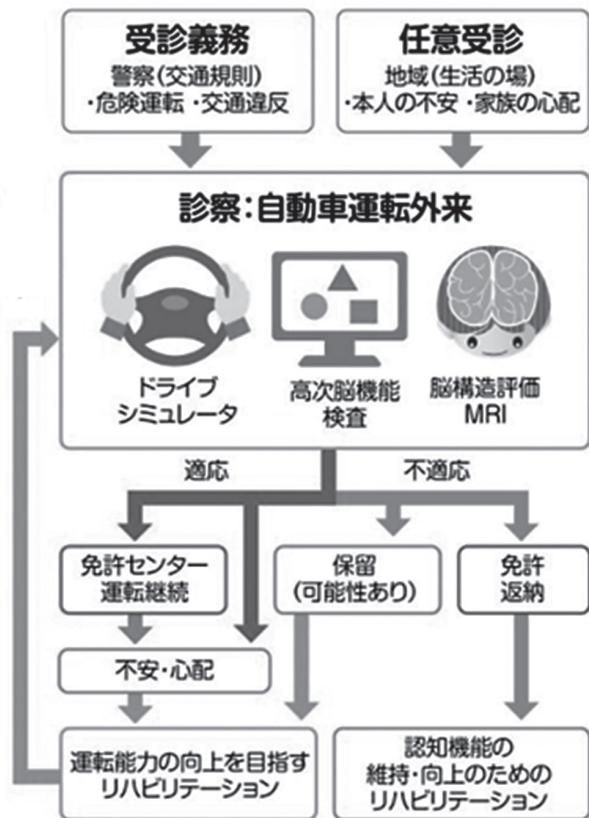 受診義務
警察(交通規則)
・危険運転・交通違反
任意受診
地域(生活の場)
・本人の不安・家族の心配
診察:自動車運転外来
ドライブ
シミュレータ
高次脳機能
検査
脳構造評価
MRI
適応
不適応
免許センター
運転継続
保留
(可能性あり)
免許
返納
不安・心配
運転能力の向上を目指す
リハビリテーション
認知機能の
維持・向上のための
リハビリテーション